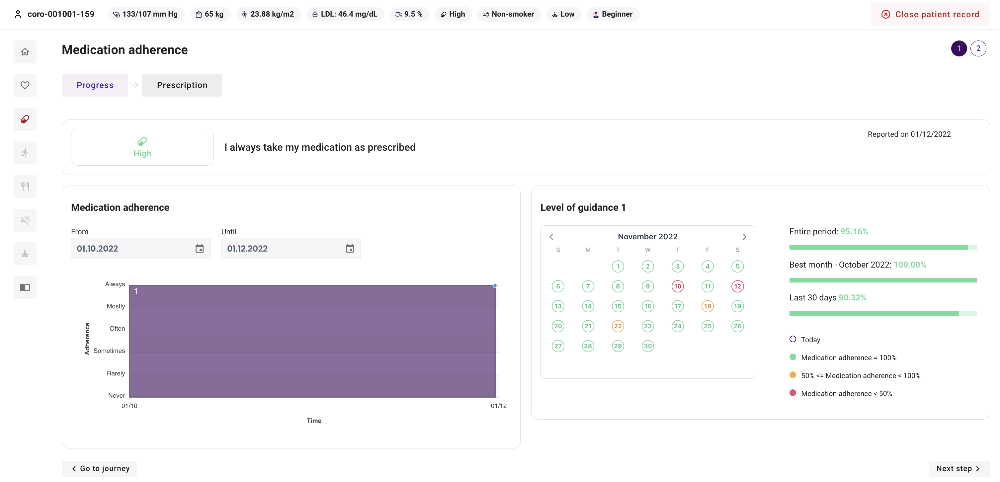 coro-001001-159 133/107 mm Hg 65 kg 23.88 kg/m2 LDL: 46.4 mg/dL 9.5 % High Non-smoker Low Beginner Close patient record
Medication adherence
1 2
Progress Prescription
High
I always take my medication as prescribed
Reported on 01/12/2022
Medication adherence
From Until
01.10.2022 01.12.2022
Always
Mostly
Often
Sometimes
Rarely
Never
Adherence
1
01/10 01/12
Time
Level of guidance 1
November 2022
S M T W T F S
1 2 3 4 5
6 7 8 9 10 11 12
13 14 15 16 17 18 19
20 21 22 23 24 25 26
27 28 29 30
Entire period: 95.16%
Best month - October 2022: 100.00%
Last 30 days 90.32%
Today
Medication adherence = 100%
50% <= Medication adherence < 100%
Medication adherence < 50%
Go to journey
Next step